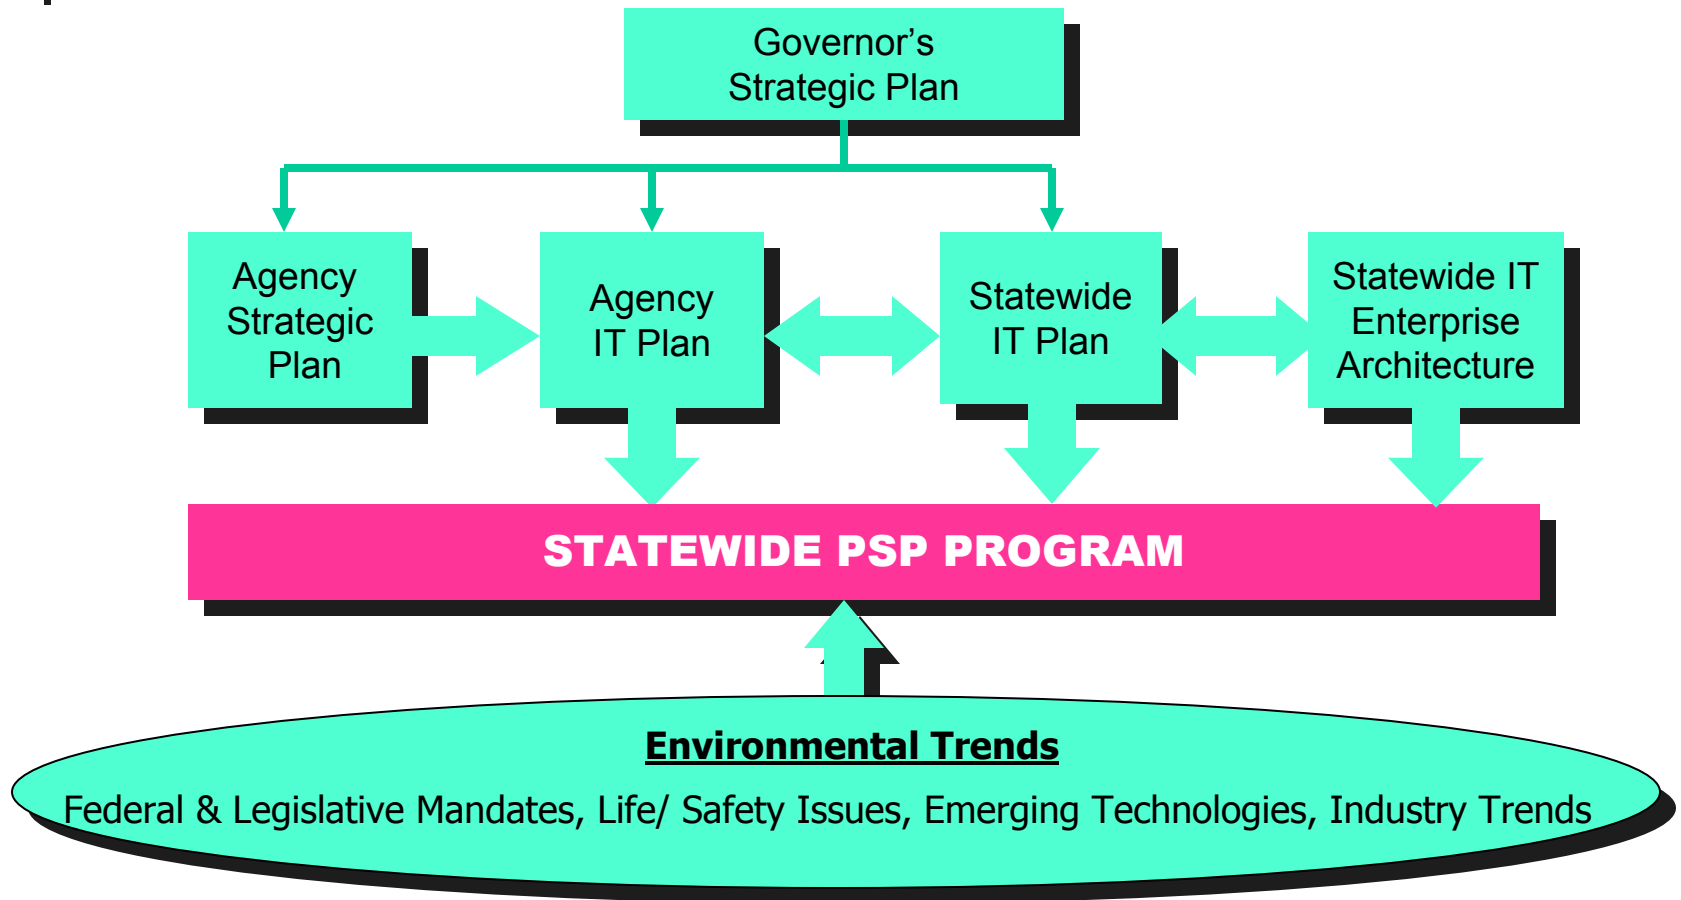 Governor’s
Strategic Plan
Agency
Strategic
Plan
Agency
IT Plan
Statewide
IT Plan
Statewide IT
Enterprise
Architecture
STATEWIDE PSP PROGRAM
Environmental Trends
Federal & Legislative Mandates, Life/ Safety Issues, Emerging Technologies, Industry Trends